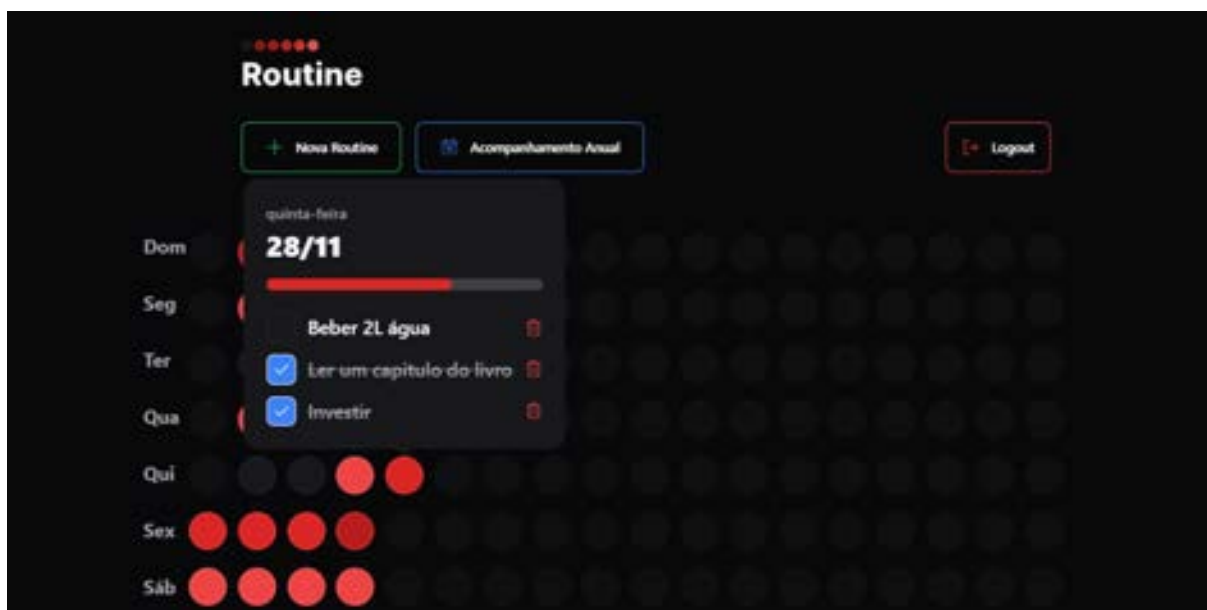 Routine
Nova Routine
Acompanhamento Anual
Logout
quinta-feira
28/11
Dom
Seg
Beber 2L água
Ter
Ler um capitulo do livro
Qua
Investir
Qui
Sex
Sáb